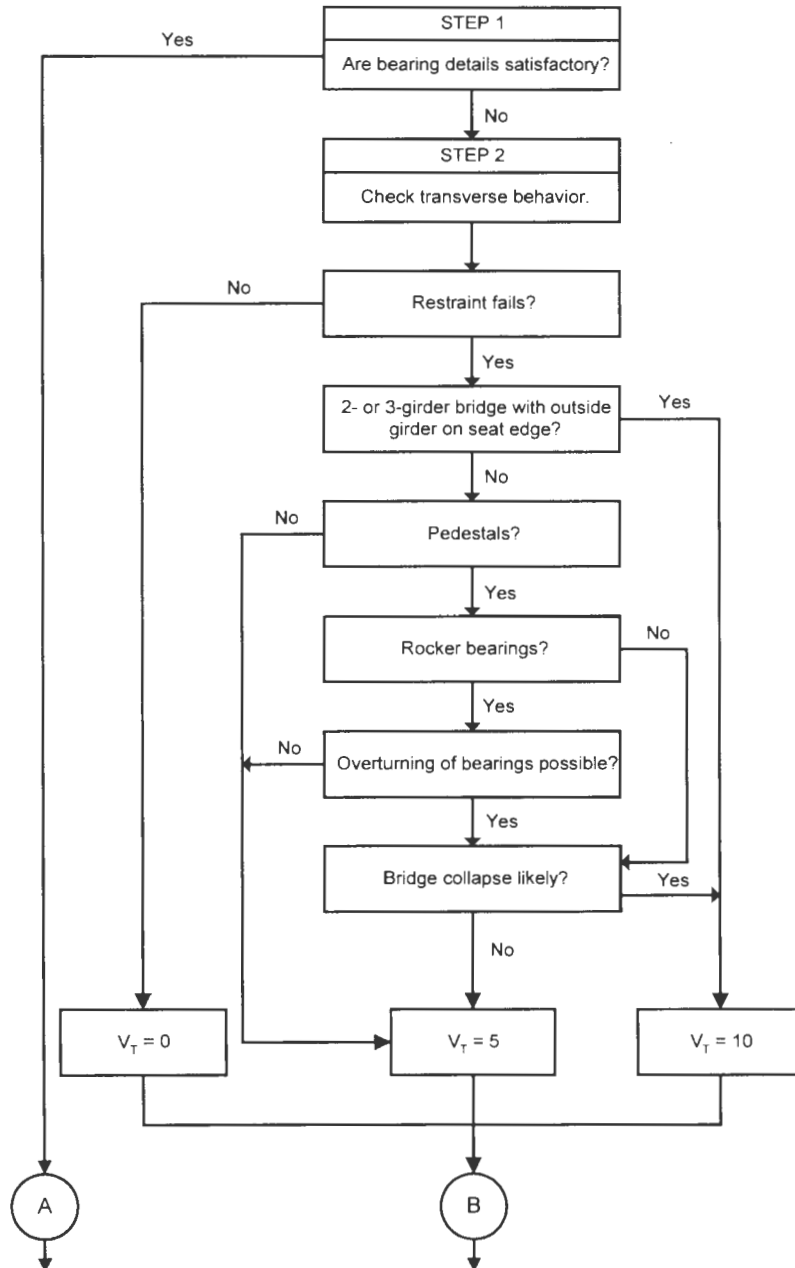 STEP 1
Yes
Are bearing details satisfactory?
No
STEP 2
Check transverse behavior.
No
Restraint fails?
Yes
2- or 3-girder bridge with outside
girder on seat edge?
Yes
No
No
Pedestals?
Yes
Rocker bearings?
No
Yes
No
Overturning of bearings possible?
Yes
Bridge collapse likely?
Yes
No
V_T = 0
V_T = 5
V_T = 10
A
B